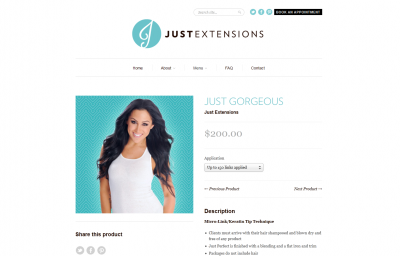 Search site...
BOOK AN APPOINTMENT
JUSTEXTENSIONS
Home About Menu FAQ Contact
JUST GORGEOUS
Just Extensions
$200.00
Application
Up to 130 links applied
← Previous Product Next Product →
Description
Micro-Link/Keratin Tip Technique
Clients must arrive with their hair shampooed and blown dry and
free of any product
Just Perfect is finished with a blending and a flat iron and trim
Packages do not include hair
Share this product